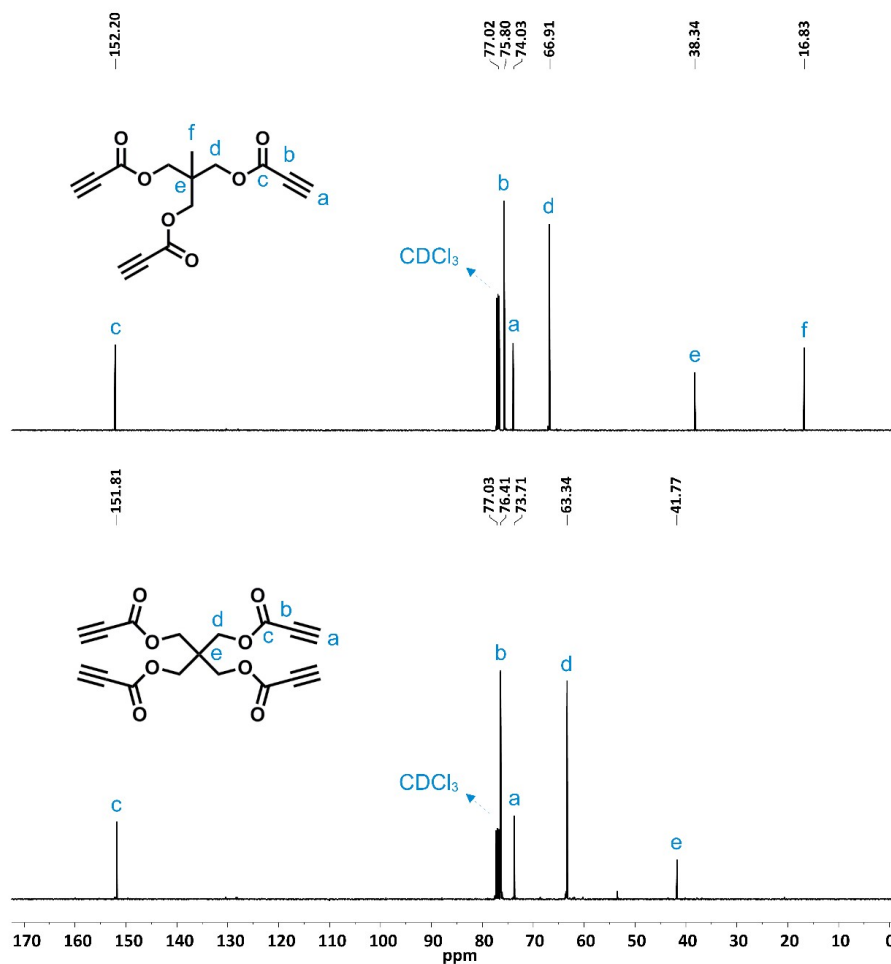 152.20
77.02
75.80
74.03
66.91
38.34
16.83
O
f
d
O
b
O
e
O
c
a
O
O
b
d
CDCl₃
c
a
e
f
151.81
77.03
76.41
73.71
63.34
41.77
O
d
O
b
O
e
O
c
a
O
O
O
O
b
d
CDCl₃
c
a
e
170 160 150 140 130 120 110 100 90 80 70 60 50 40 30 20 10 0
ppm